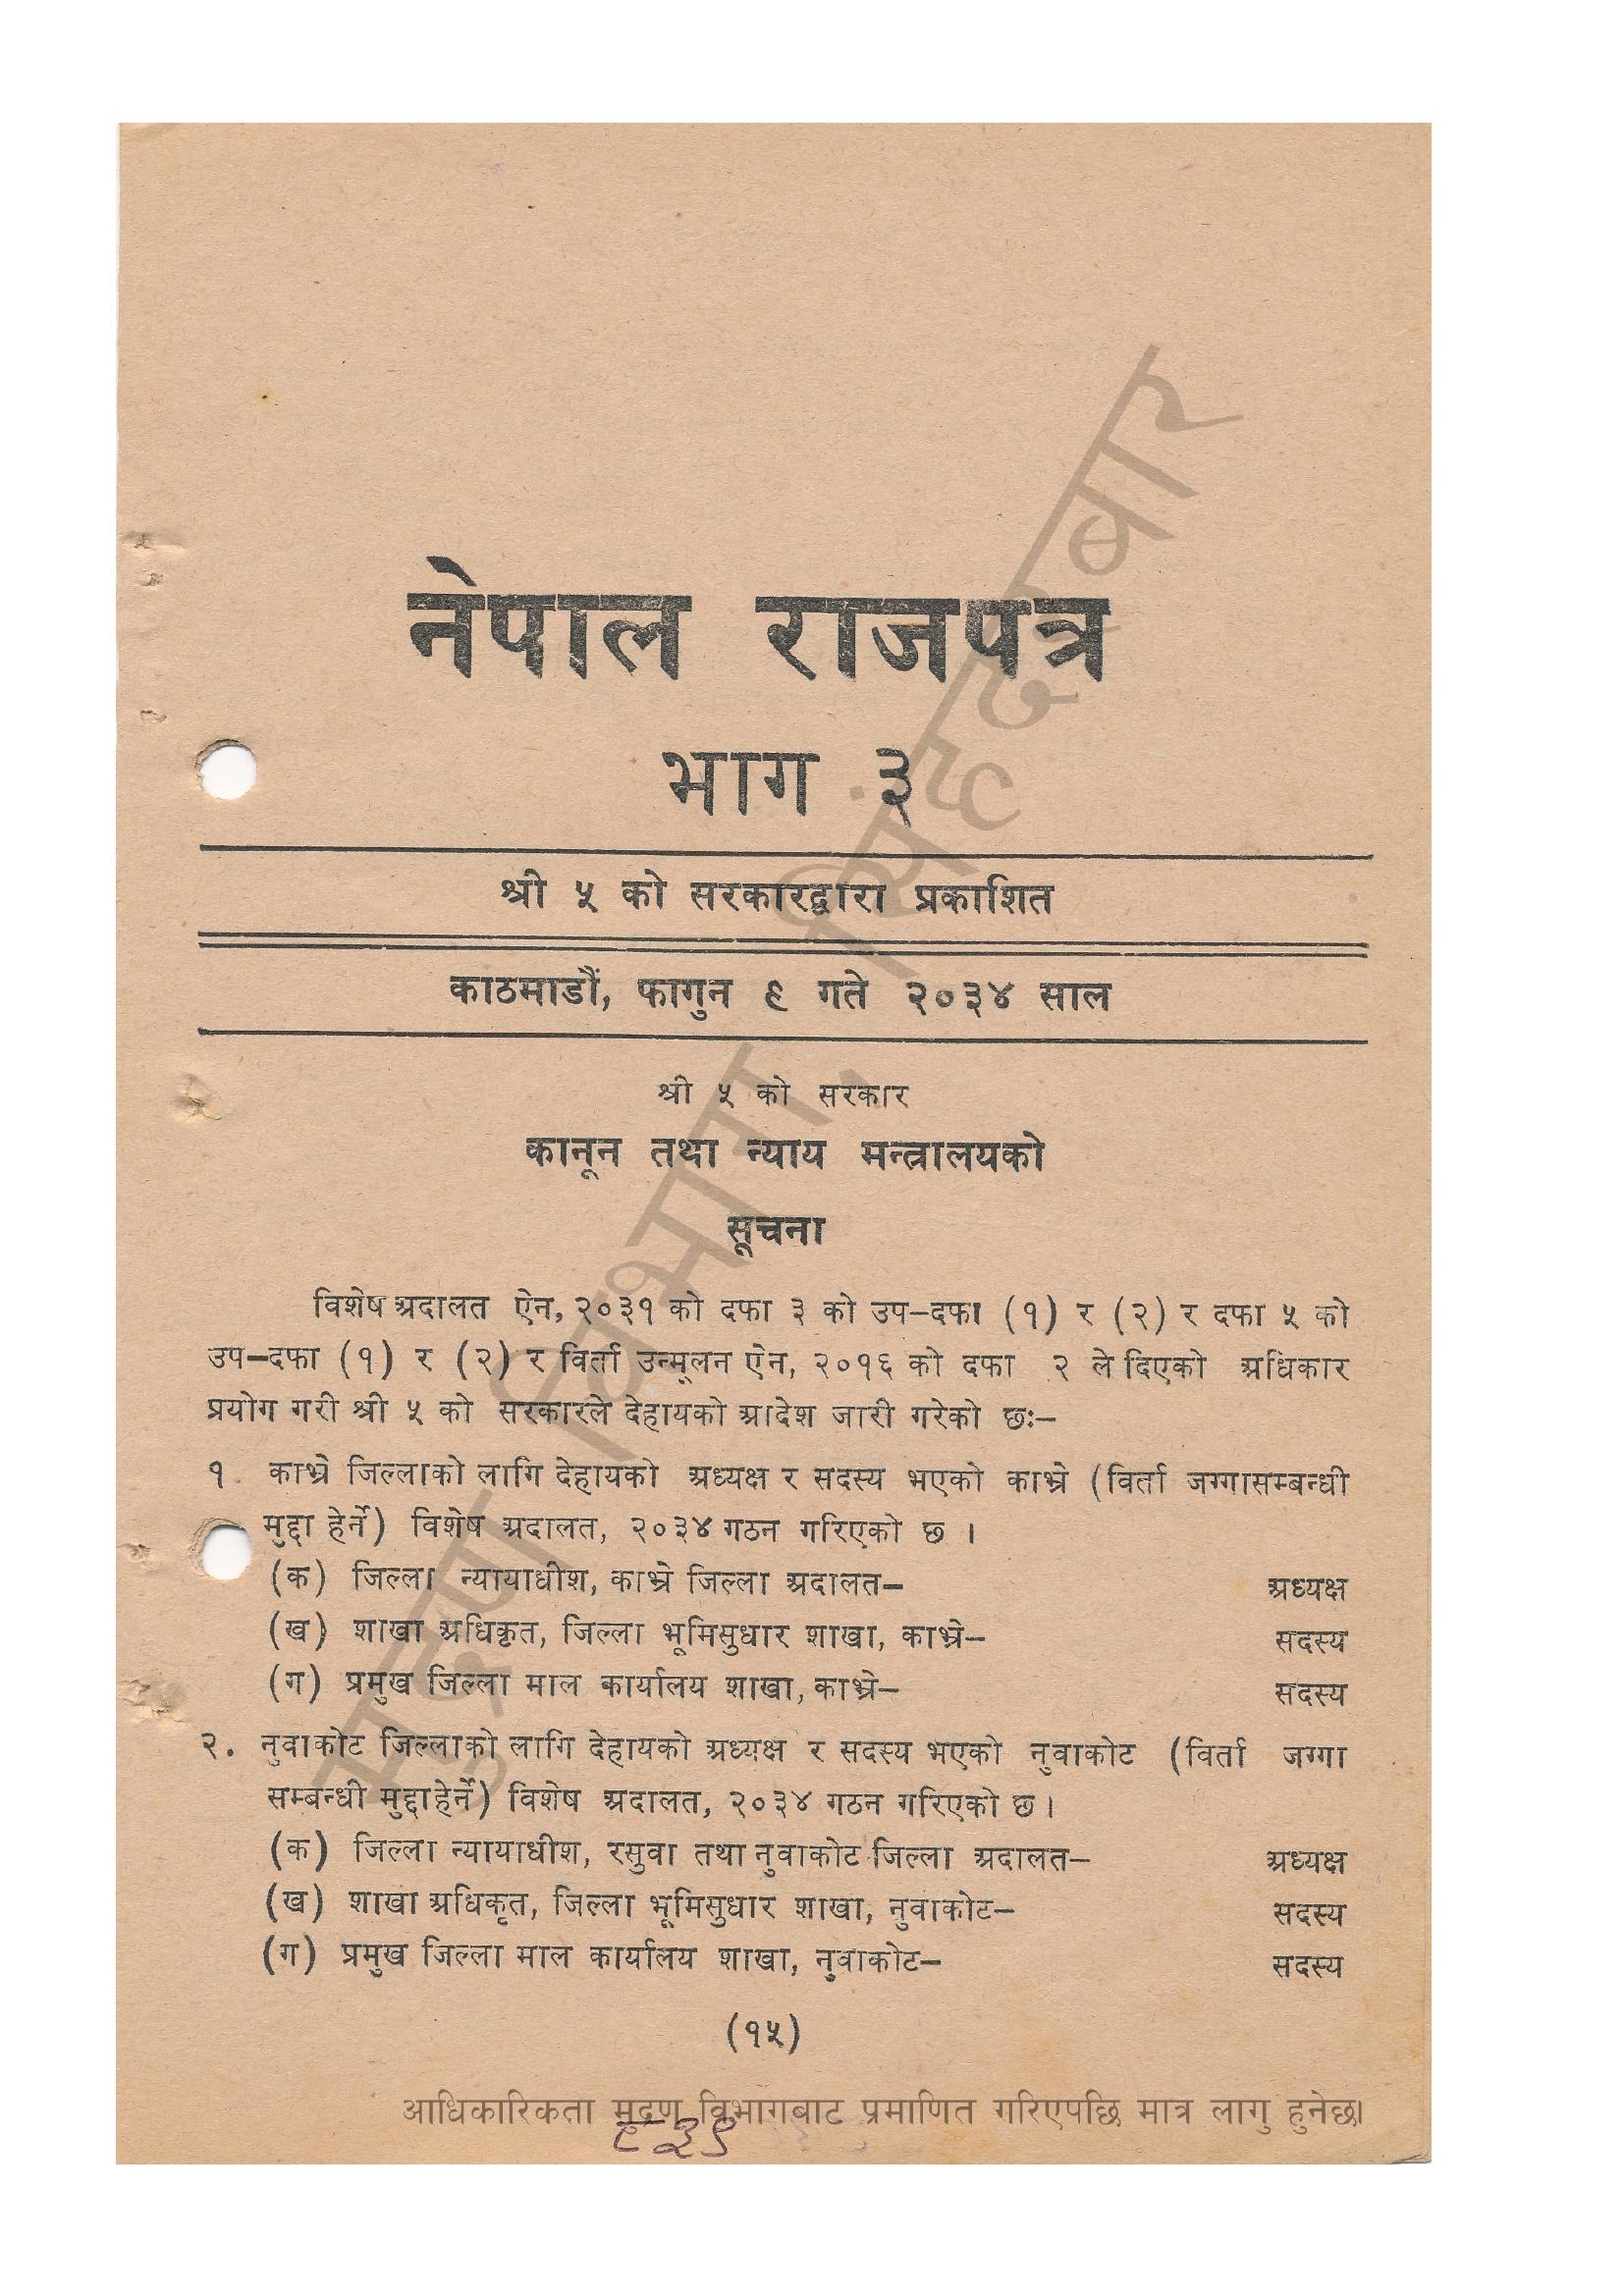 नेपाल राजपत्र
भाग ३
श्री ५ को सरकारद्वारा प्रकाशित
काठमाडौं, फागुन ९ गते २०३४ साल
श्री ५ को सरकार
कानून तथा न्याय मन्त्रालयको
सूचना
विशेष अदालत ऐन, २०३१ को दफा ३ को उप–दफा (१) र (२) र दफा ५ को
उप–दफा (१) र (२) र विर्ता उन्मूलन ऐन, २०१६ को दफा २ ले दिएको अधिकार
प्रयोग गरी श्री ५ को सरकारले देहायको आदेश जारी गरेको छः–
१ काभ्रे जिल्लाको लागि देहायको अध्यक्ष र सदस्य भएको काभ्रे (विर्ता जग्गासम्बन्धी
मुद्दा हेर्ने) विशेष अदालत, २०३४ गठन गरिएको छ ।
(क) जिल्ला न्यायाधीश, काभ्रे जिल्ला अदालत– अध्यक्ष
(ख) शाखा अधिकृत, जिल्ला भूमिसुधार शाखा, काभ्रे– सदस्य
(ग) प्रमुख जिल्ला माल कार्यालय शाखा, काभ्रे– सदस्य
२. नुवाकोट जिल्लाको लागि देहायको अध्यक्ष र सदस्य भएको नुवाकोट (विर्ता जग्गा
सम्बन्धी मुद्दाहेर्ने) विशेष अदालत, २०३४ गठन गरिएको छ ।
(क) जिल्ला न्यायाधीश, रसुवा तथा नुवाकोट जिल्ला अदालत– अध्यक्ष
(ख) शाखा अधिकृत, जिल्ला भूमिसुधार शाखा, नुवाकोट– सदस्य
(ग) प्रमुख जिल्ला माल कार्यालय शाखा, नुवाकोट– सदस्य
(१५)
आधिकारिकता मुद्रण विभागबाट प्रमाणित गरिएपछि मात्र लागु हुनेछ।
मुद्रण विभाग, सिंहदरबार